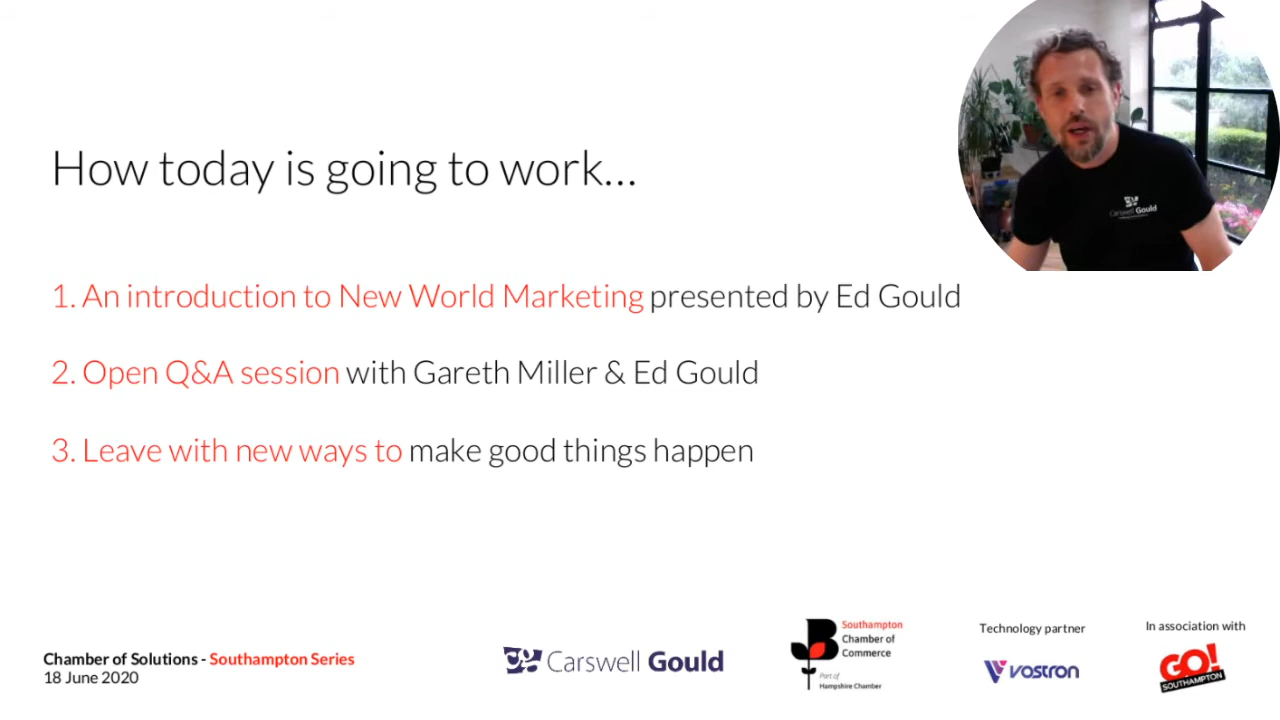 Carswell Gould
How today is going to work...
1. An introduction to New World Marketing presented by Ed Gould
2. Open Q&A session with Gareth Miller & Ed Gould
3. Leave with new ways to make good things happen
Chamber of Solutions - Southampton Series
18 June 2020
Carswell Gould
Southampton
Chamber of
Commerce
Part of
Hampshire Chamber
Technology partner
vostron
In association with
GO!
SOUTHAMPTON